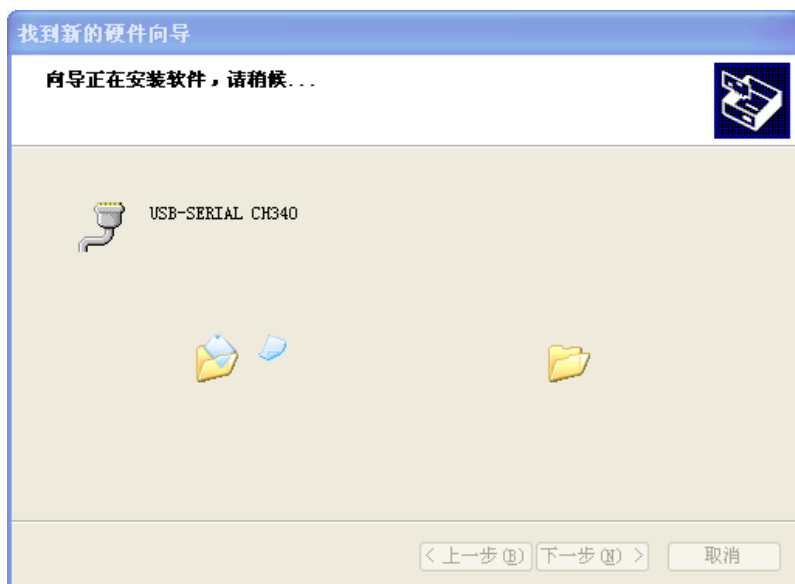 找到新的硬件向导
向导正在安装软件，请稍候...
USB-SERIAL CH340
< 上一步(B) 下一步(N) > 取消